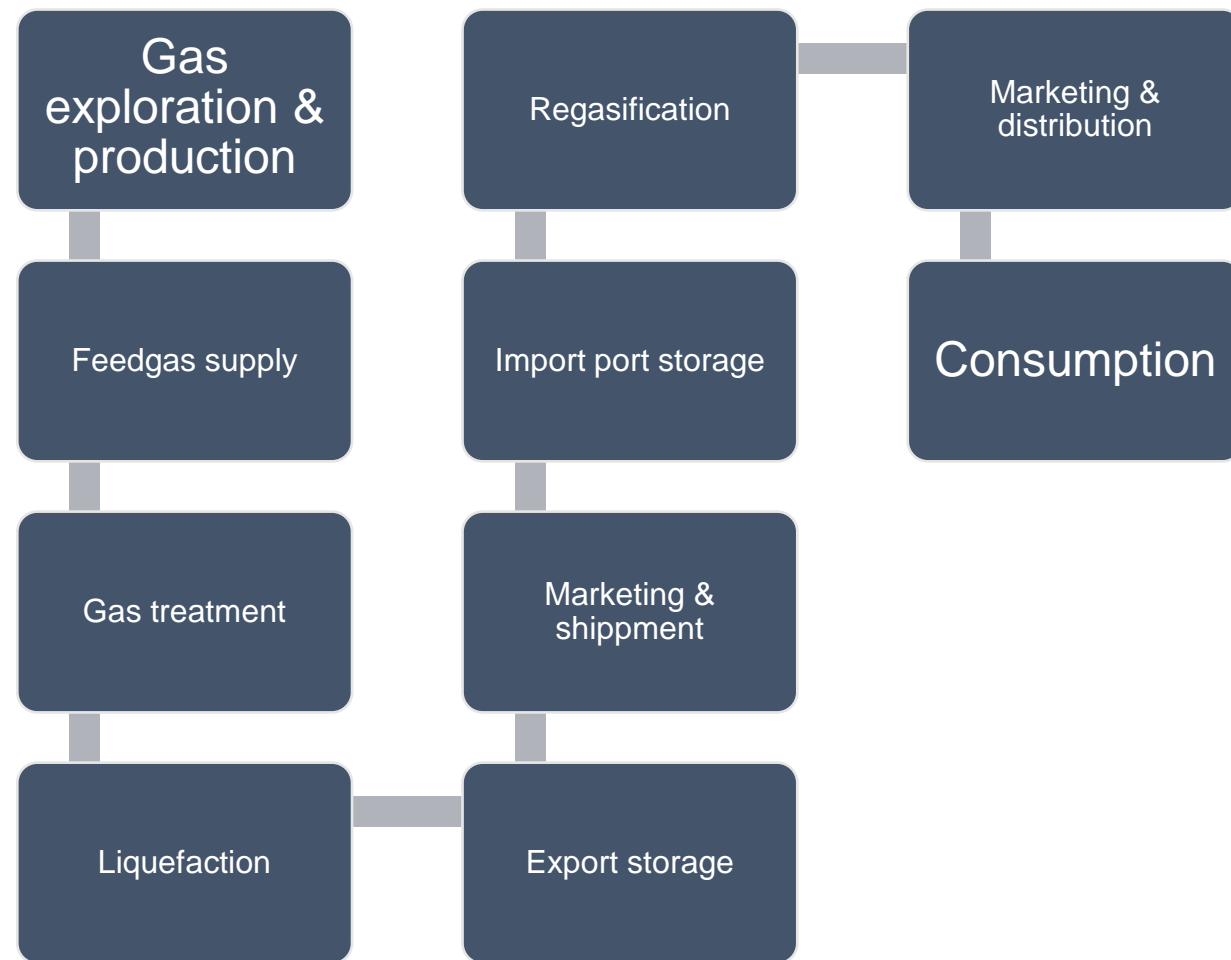 Gas
exploration &
production
Feedgas supply
Gas treatment
Liquefaction
Export storage
Marketing &
shippment
Import port storage
Regasification
Marketing &
distribution
Consumption